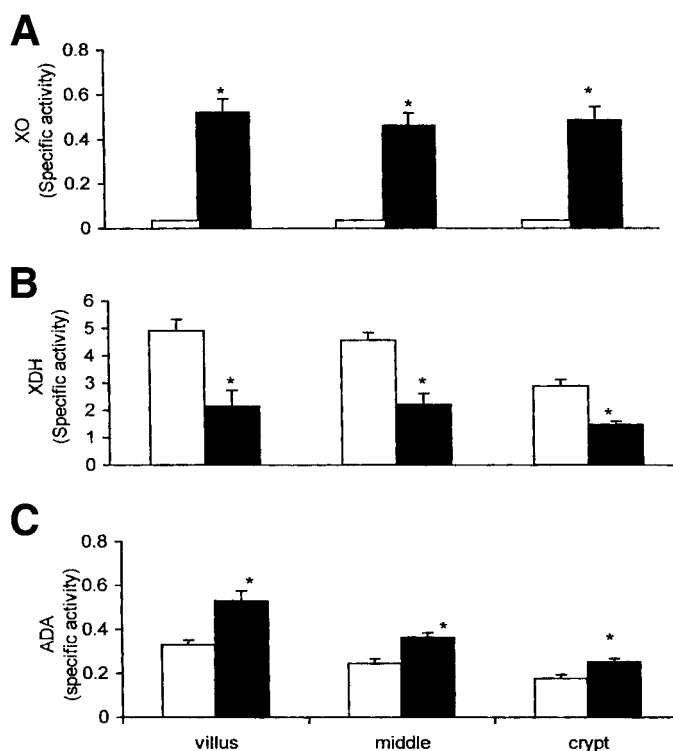 A
0.8
0.6
0.4
0.2
0
XO
(Specific activity)
*
*
*
B
6
5
4
3
2
1
0
XDH
(Specific activity)
*
*
*
C
0.8
0.6
0.4
0.2
0
ADA
(specific activity)
*
*
*
villus
middle
crypt